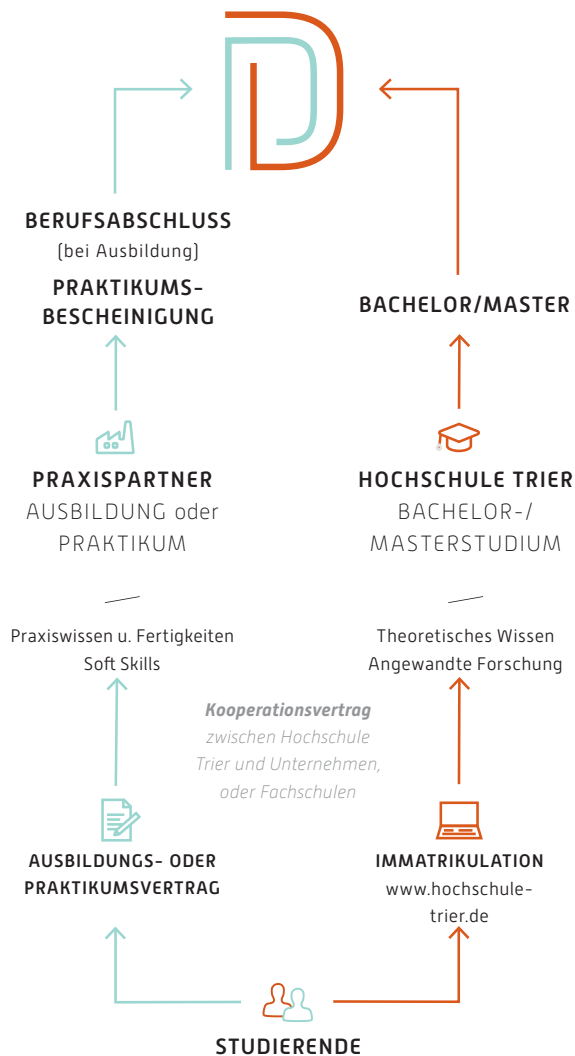 BERUFSABSCHLUSS
(bei Ausbildung)
PRAKTIKUMS-
BESCHEINIGUNG
BACHELOR/MASTER
PRAXISPARTNER
AUSBILDUNG oder
PRAKTIKUM
HOCHSCHULE TRIER
BACHELOR-/
MASTERSTUDIUM
Praxiswissen u. Fertigkeiten
Soft Skills
Theoretisches Wissen
Angewandte Forschung
Kooperationsvertrag
zwischen Hochschule
Trier und Unternehmen,
oder Fachschulen
AUSBILDUNGS- ODER
PRAKTIKUMSVERTRAG
IMMATRIKULATION
www.hochschule-
trier.de
STUDIERENDE